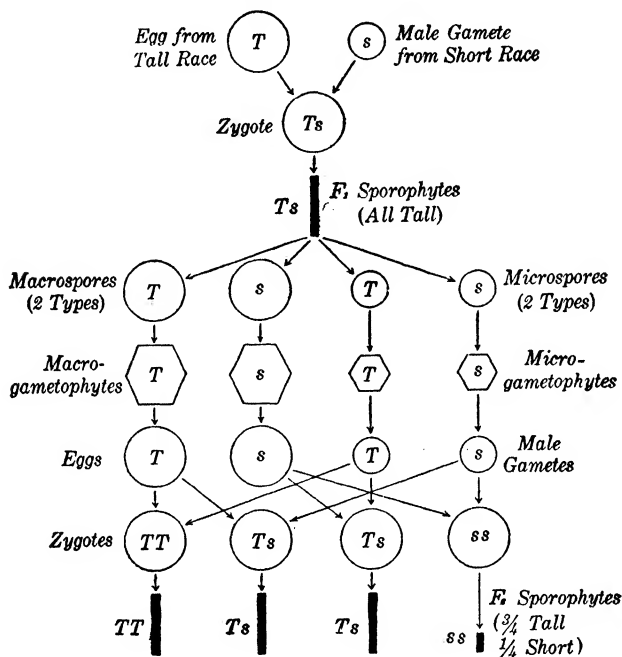 Egg from
Tall Race
T
s
Male Gamete
from Short Race
Zygote
Ts
Ts
F₁ Sporophytes
(All Tall)
Macrospores
(2 Types)
T
s
T
s
Microspores
(2 Types)
Macro-
gametophytes
T
s
T
s
Micro-
gametophytes
Eggs
T
s
T
s
Male
Gametes
Zygotes
TT
Ts
Ts
ss
TT
Ts
Ts
ss
F₂ Sporophytes
(¾ Tall
¼ Short)